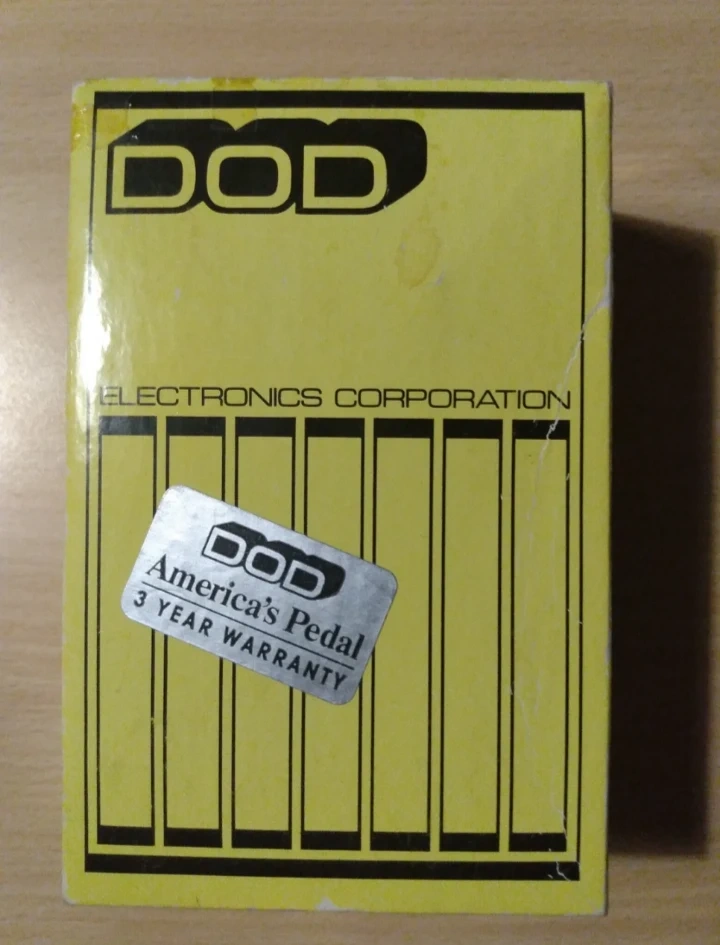 DOD
ELECTRONICS CORPORATION
DOD
America's Pedal
3 YEAR WARRANTY